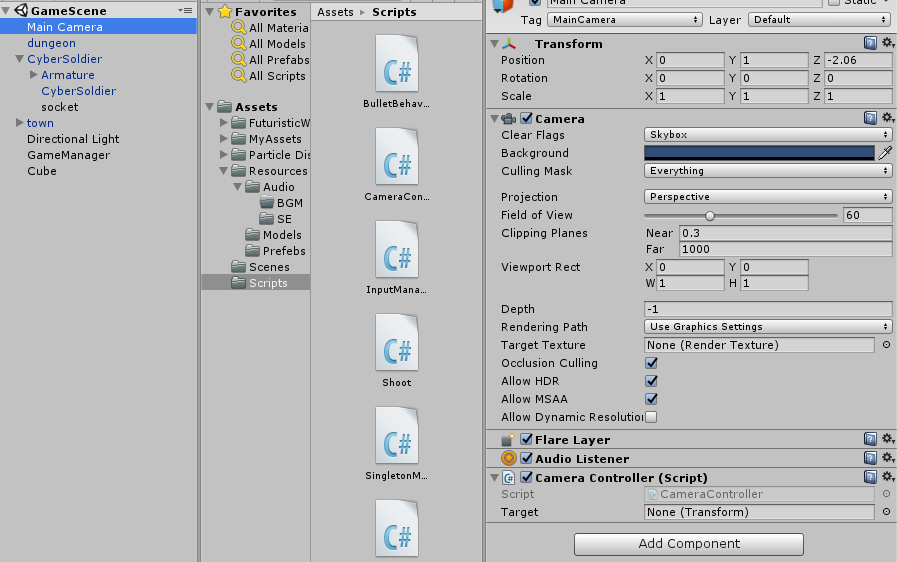 GameScene
Main Camera
dungeon
CyberSoldier
Armature
CyberSoldier
socket
town
Directional Light
GameManager
Cube
Favorites
All Materia
All Models
All Prefabs
All Scripts
Assets
FuturisticW
MyAssets
Particle Dis
Resources
Audio
BGM
SE
Models
Prefebs
Scenes
Scripts
Assets ▸ Scripts
C#
BulletBehav...
C#
CameraCon...
C#
InputMana...
C#
Shoot
C#
SingletonM...
C#
Main Camera Static
Tag MainCamera Layer Default
Transform
Position X 0 Y 1 Z -2.06
Rotation X 0 Y 0 Z 0
Scale X 1 Y 1 Z 1
Camera
Clear Flags Skybox
Background
Culling Mask Everything
Projection Perspective
Field of View 60
Clipping Planes Near 0.3
Far 1000
Viewport Rect X 0 Y 0
W 1 H 1
Depth -1
Rendering Path Use Graphics Settings
Target Texture None (Render Texture)
Occlusion Culling
Allow HDR
Allow MSAA
Allow Dynamic Resolution
Flare Layer
Audio Listener
Camera Controller (Script)
Script CameraController
Target None (Transform)
Add Component